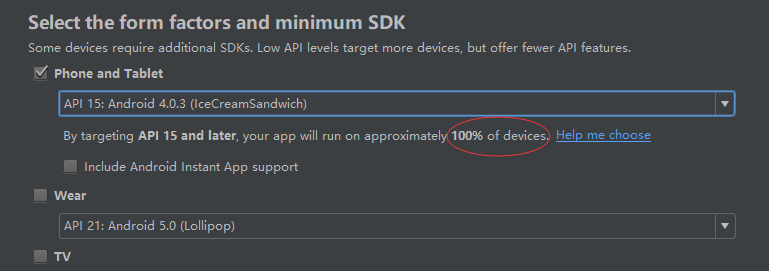 Select the form factors and minimum SDK
Some devices require additional SDKs. Low API levels target more devices, but offer fewer API features.
Phone and Tablet
API 15: Android 4.0.3 (IceCreamSandwich)
By targeting API 15 and later, your app will run on approximately 100% of devices. Help me choose
Include Android Instant App support
Wear
API 21: Android 5.0 (Lollipop)
TV